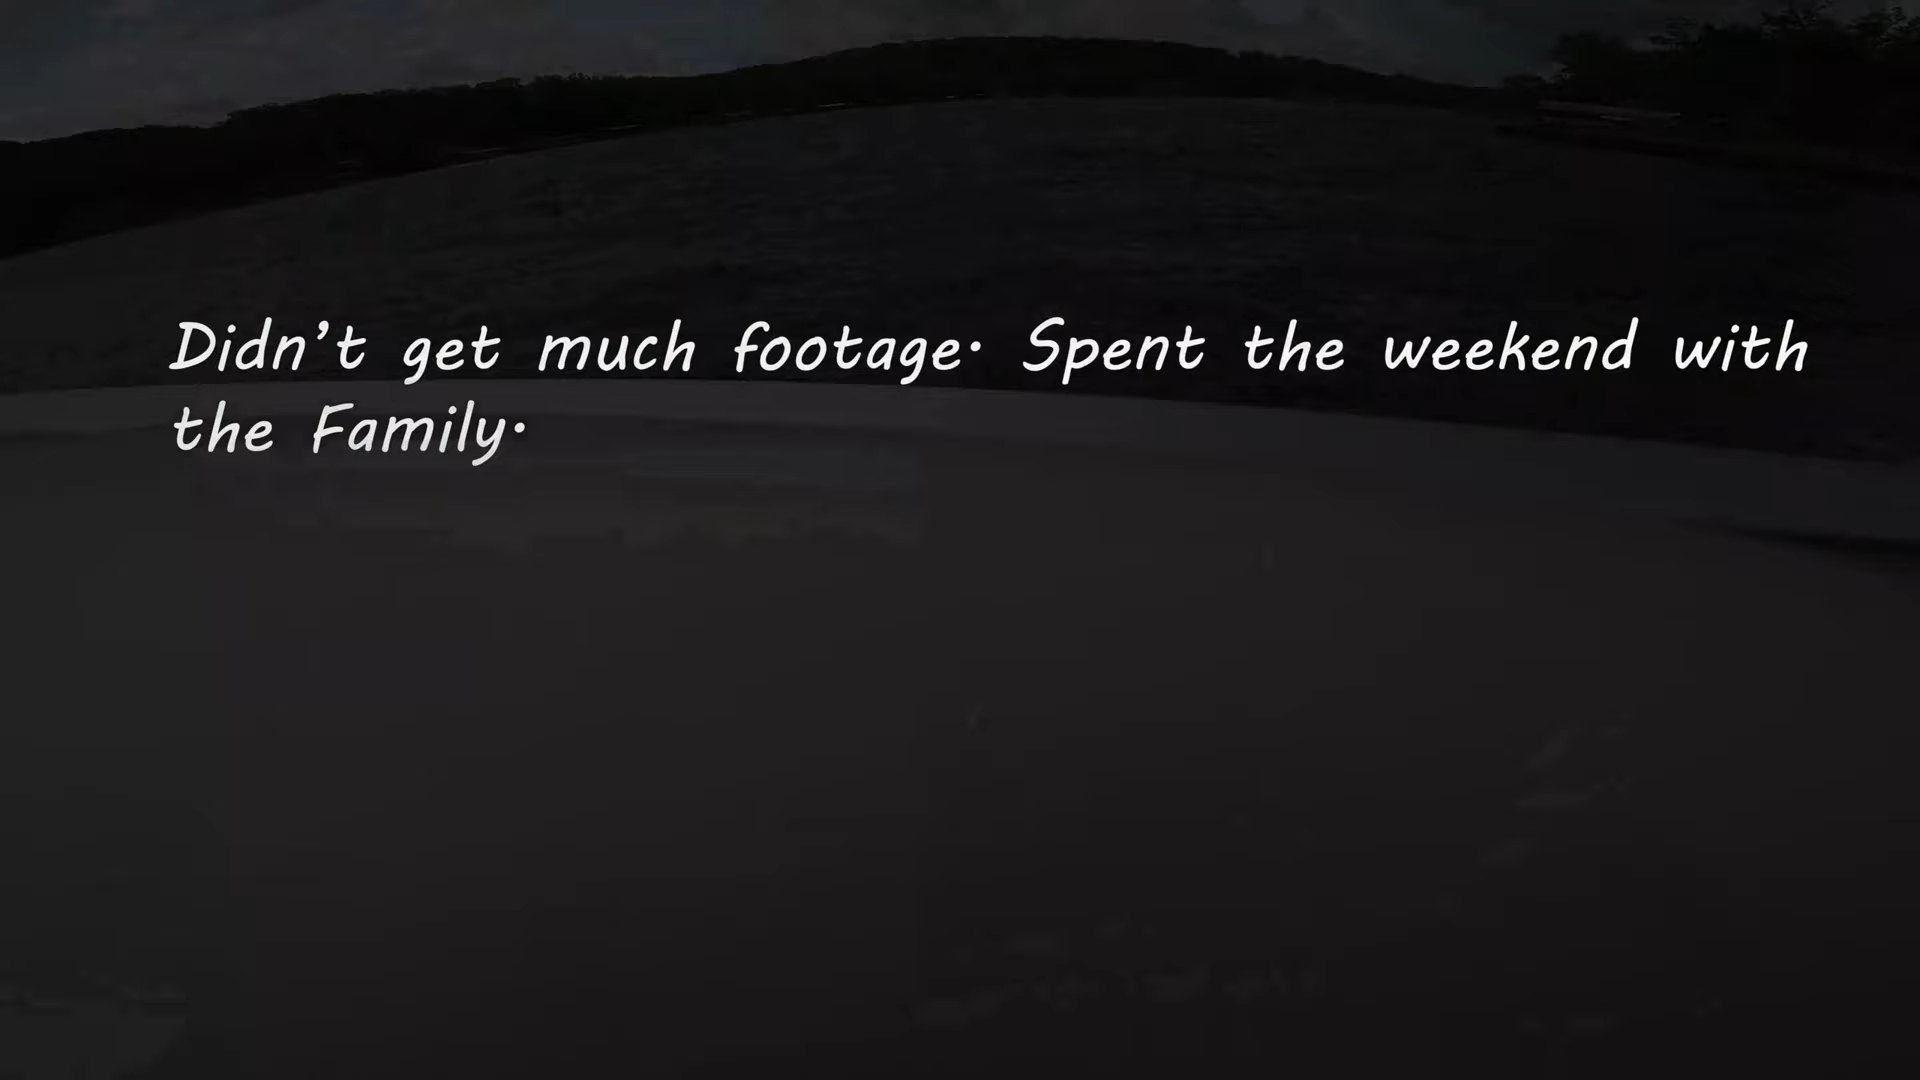 Didn't get much footage. Spent the weekend with
the Family.